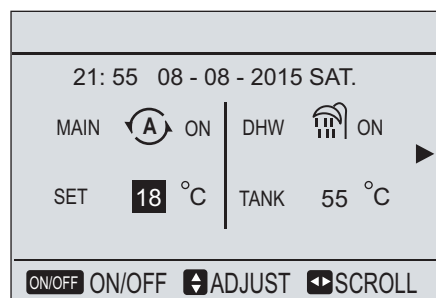 21: 55 08 - 08 - 2015 SAT.
MAIN A ON DHW ON
SET 18 °C TANK 55 °C
ON/OFF ON/OFF ADJUST SCROLL